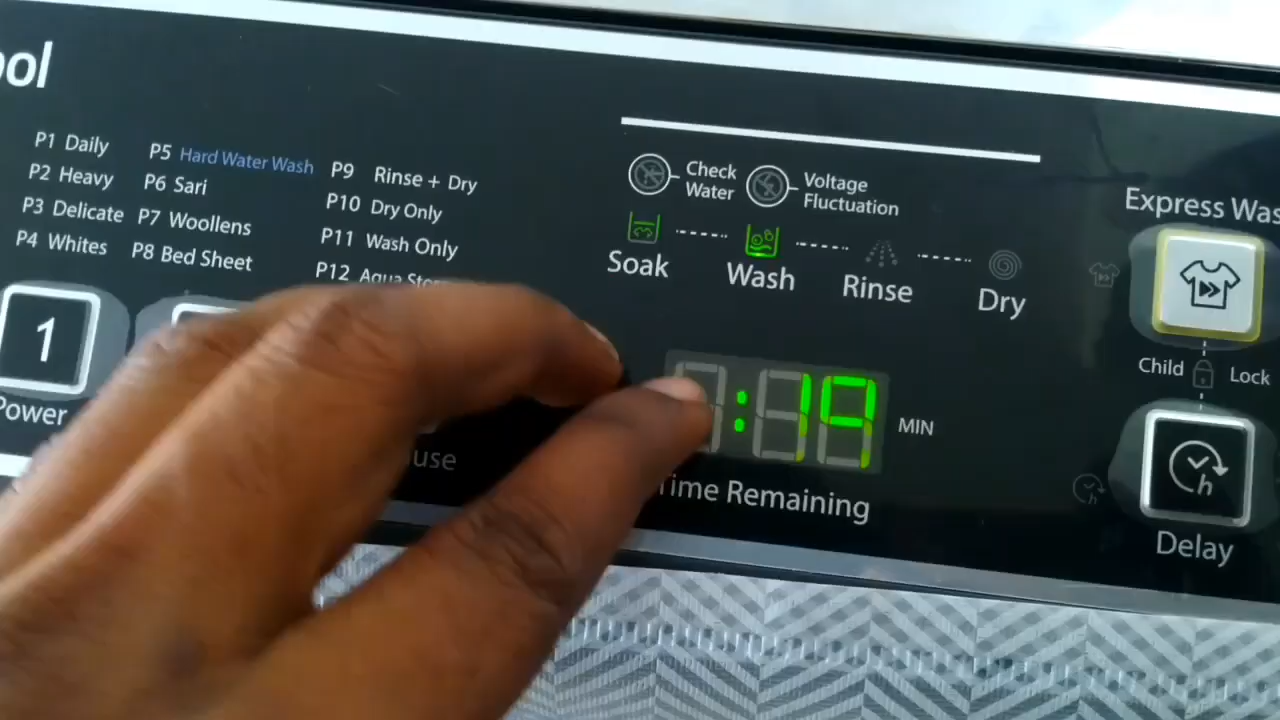 ool
P1 Daily
P2 Heavy
P3 Delicate
P4 Whites
P5 Hard Water Wash
P6 Sari
P7 Woollens
P8 Bed Sheet
P9 Rinse + Dry
P10 Dry Only
P11 Wash Only
P12 Aqua Sto
Check
Water
Voltage
Fluctuation
Soak
Wash
Rinse
Dry
Express Was
Child Lock
1
Power
use
:19 MIN
Time Remaining
h
Delay